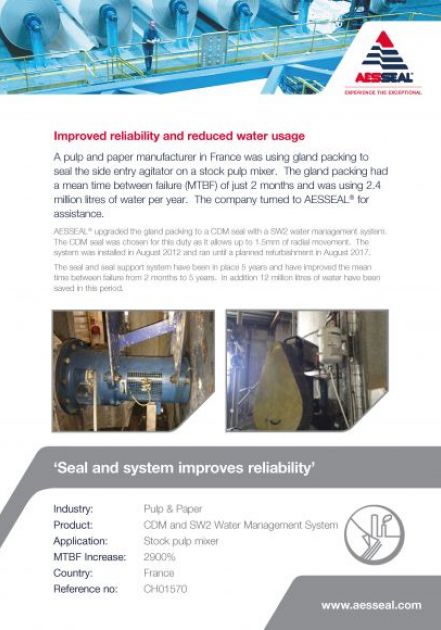 AESSEAL®
EXPERIENCE THE EXCEPTIONAL
Improved reliability and reduced water usage
A pulp and paper manufacturer in France was using gland packing to
seal the side entry agitator on a stock pulp mixer. The gland packing had
a mean time between failure (MTBF) of just 2 months and was using 2.4
million litres of water per year. The company turned to AESSEAL® for
assistance.
AESSEAL® upgraded the gland packing to a CDM seal with a SW2 water management system.
The CDM seal was chosen for this duty as it allows up to 1.5mm of radial movement. The
system was installed in August 2012 and ran until a planned refurbishment in August 2017.
The seal and seal support system have been in place 5 years and have improved the mean
time between failure from 2 months to 5 years. In addition 12 million litres of water have been
saved in this period.
‘Seal and system improves reliability’
Industry: Pulp & Paper
Product: CDM and SW2 Water Management System
Application: Stock pulp mixer
MTBF Increase: 2900%
Country: France
Reference no: CH01570
www.aesseal.com